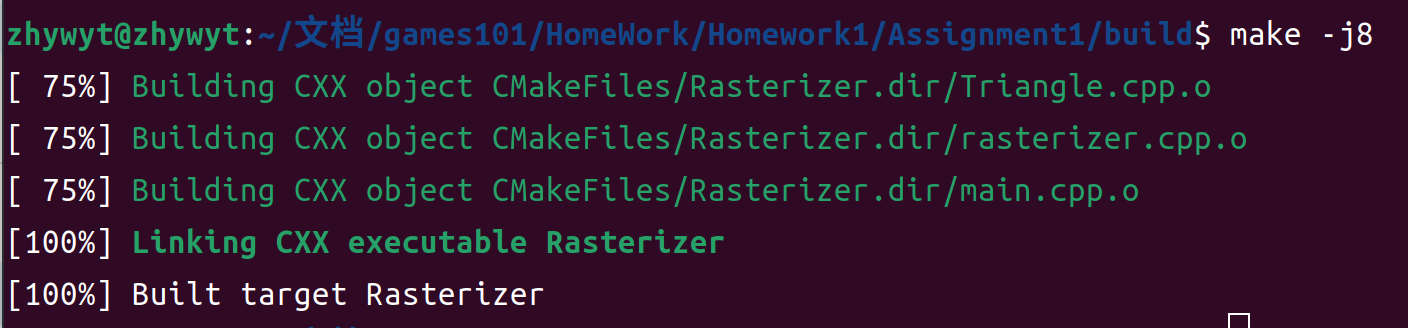 zhywyt@zhywyt:~/文档/games101/HomeWork/Homework1/Assignment1/build$ make -j8
[ 75%] Building CXX object CMakeFiles/Rasterizer.dir/Triangle.cpp.o
[ 75%] Building CXX object CMakeFiles/Rasterizer.dir/rasterizer.cpp.o
[ 75%] Building CXX object CMakeFiles/Rasterizer.dir/main.cpp.o
[100%] Linking CXX executable Rasterizer
[100%] Built target Rasterizer